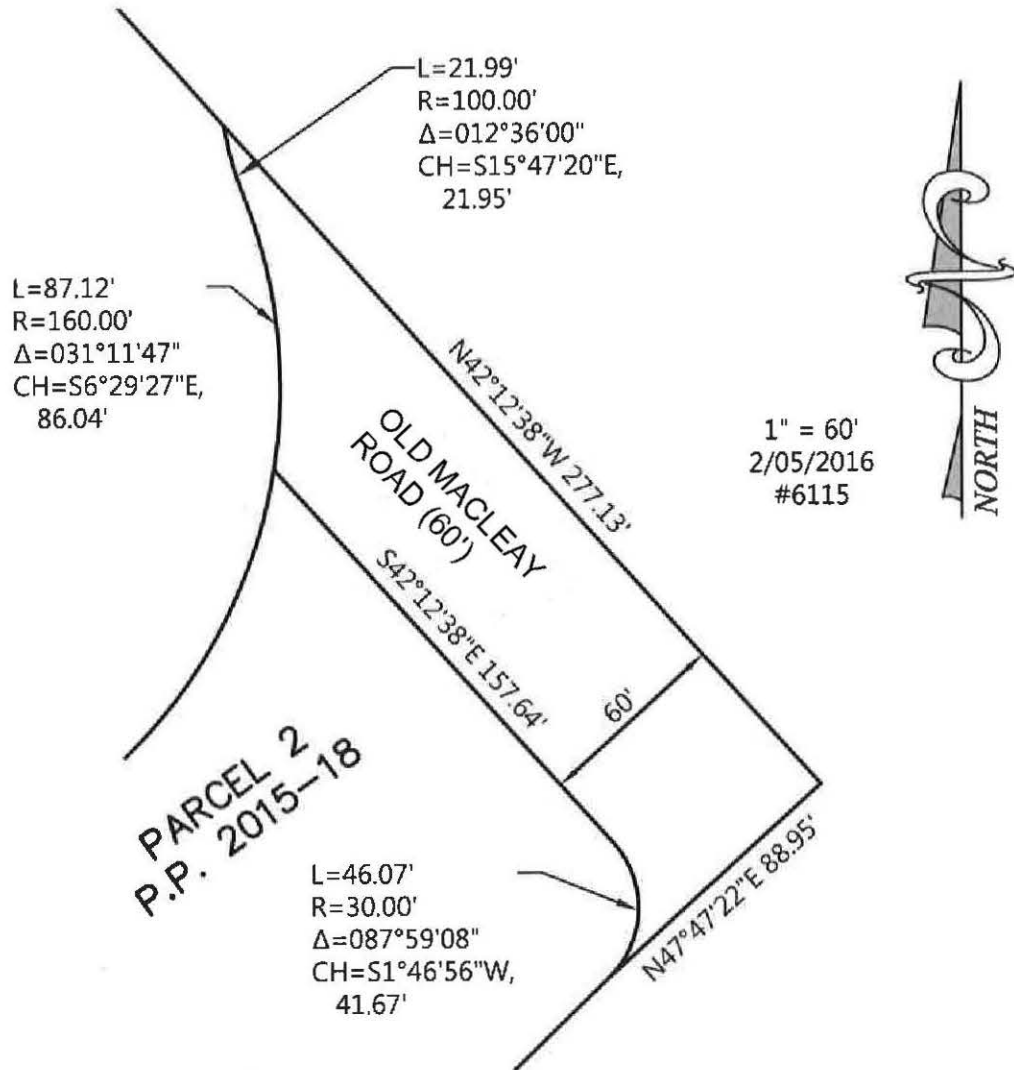 L=21.99'
R=100.00'
Δ=012°36'00"
CH=S15°47'20"E,
21.95'
L=87.12'
R=160.00'
Δ=031°11'47"
CH=S6°29'27"E,
86.04'
N42°12'38"W 277.13'
OLD MACLEAY
ROAD (60')
1" = 60'
2/05/2016
#6115
NORTH
S42°12'38"E 157.64'
60'
PARCEL 2
P.P. 2015-18
L=46.07'
R=30.00'
Δ=087°59'08"
CH=S1°46'56"W,
41.67'
N47°47'22"E 88.95'